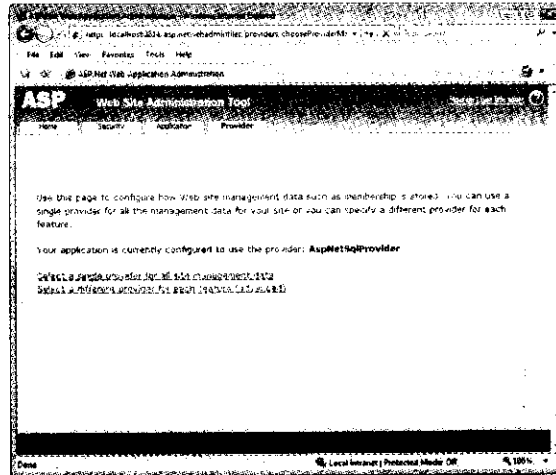 File Edit View Favorites Tools Help
ASP.Net Web Application Administration
ASP Web Site Administration Tool
Home Security Application Provider
Use this page to configure how Web site management data such as membership is stored. You can use a
single provider for all the management data for your site or you can specify a different provider for each
feature.
Your application is currently configured to use the provider: AspNetSqlProvider
Select a single provider for all site management data
Select a different provider for each feature (advanced)
Done Local intranet | Protected Mode: Off 100%